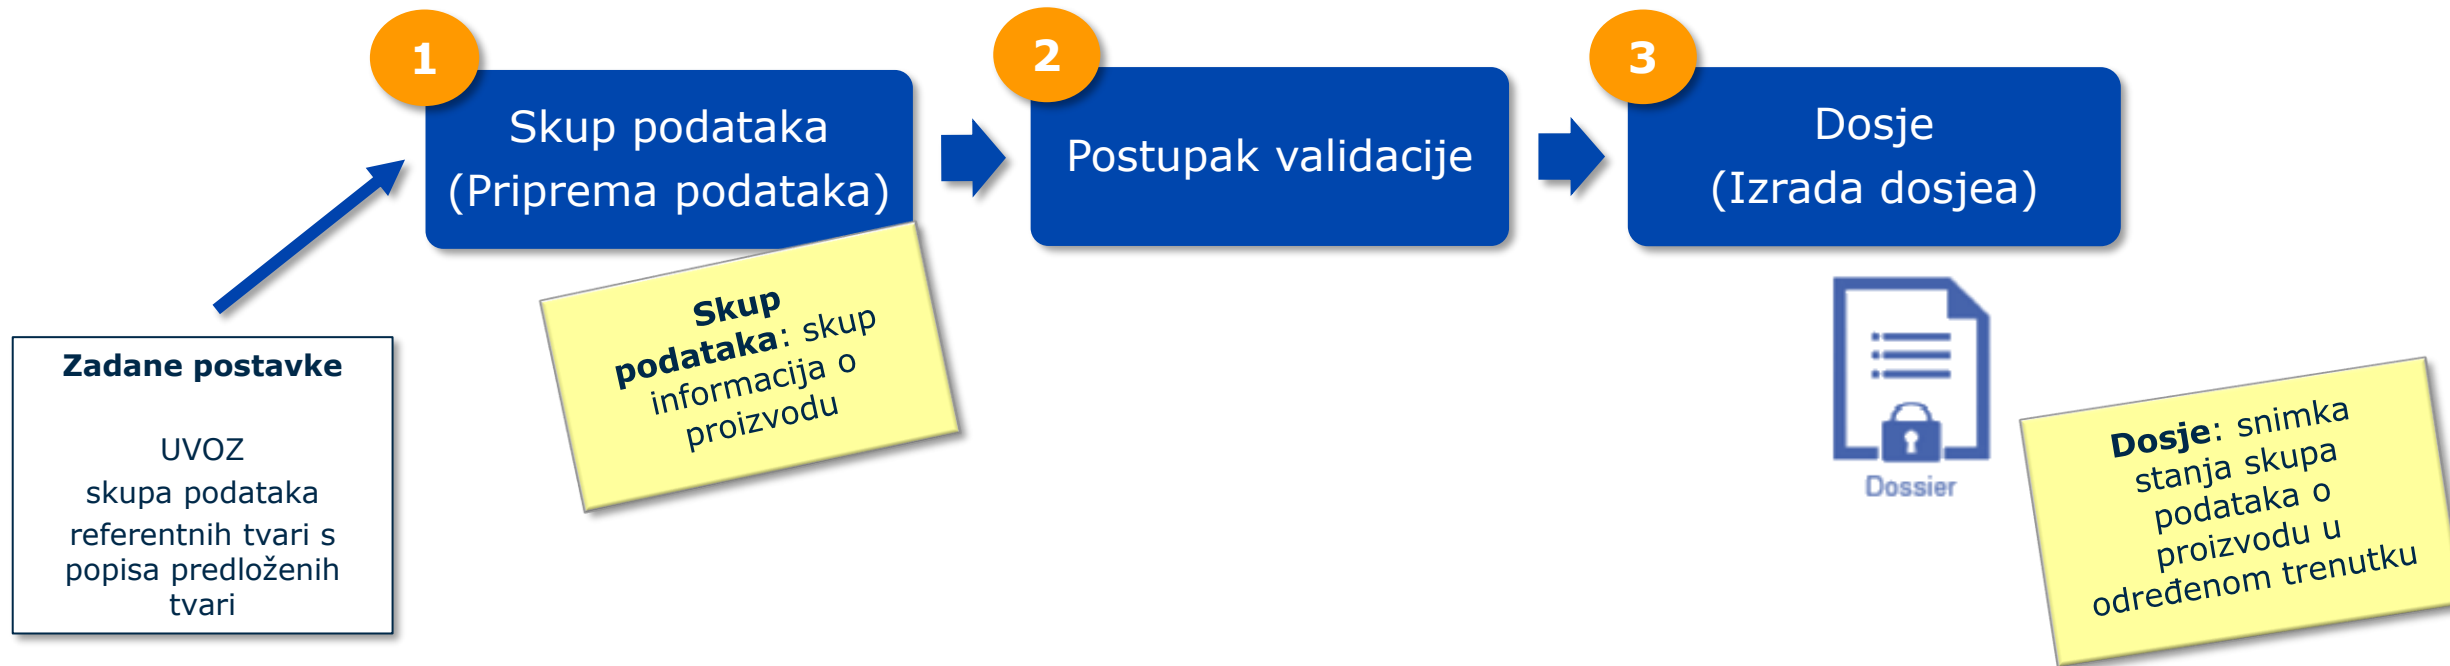 1
Skup podataka
(Priprema podataka)
2
Postupak validacije
3
Dosje
(Izrada dosjea)
Zadane postavke
UVOZ
skupa podataka
referentnih tvari s
popisa predloženih
tvari
Skup
podataka: skup
informacija o
proizvodu
Dossier
Dosje: snimka
stanja skupa
podataka o
proizvodu u
određenom trenutku